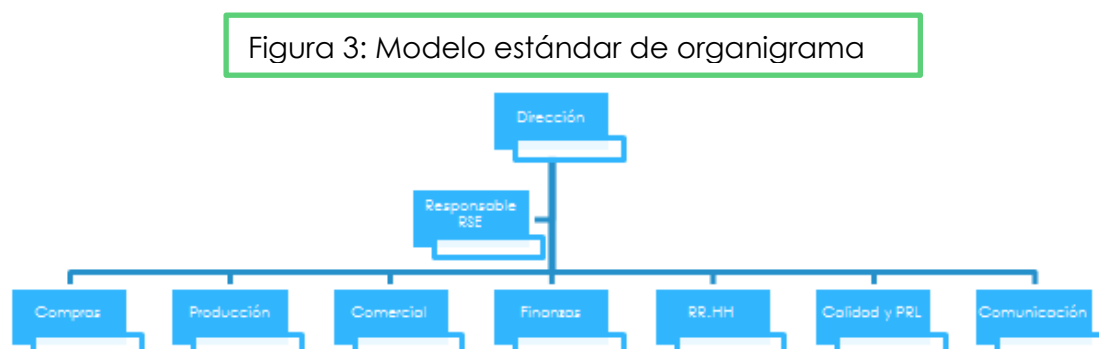 Figura 3: Modelo estándar de organigrama
Dirección
Responsable
RSE
Compras
Producción
Comercial
Finanzas
RR.HH
Calidad y PRL
Comunicación